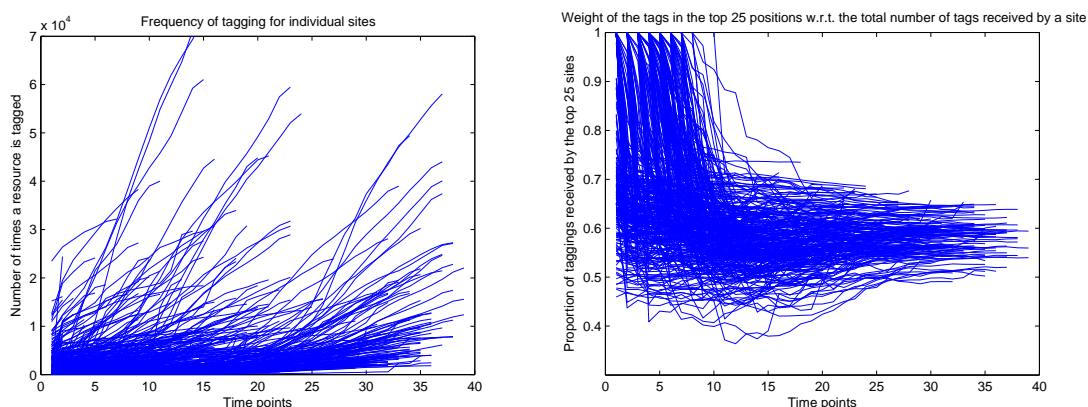 Frequency of tagging for individual sites
x 10^4
7
6
5
4
3
2
1
0
Number of times a resource is tagged
0 5 10 15 20 25 30 35 40
Time points
Weight of the tags in the top 25 positions w.r.t. the total number of tags received by a site
1
0.9
0.8
0.7
0.6
0.5
0.4
Proportion of taggings received by the top 25 sites
0 5 10 15 20 25 30 35 40
Time points